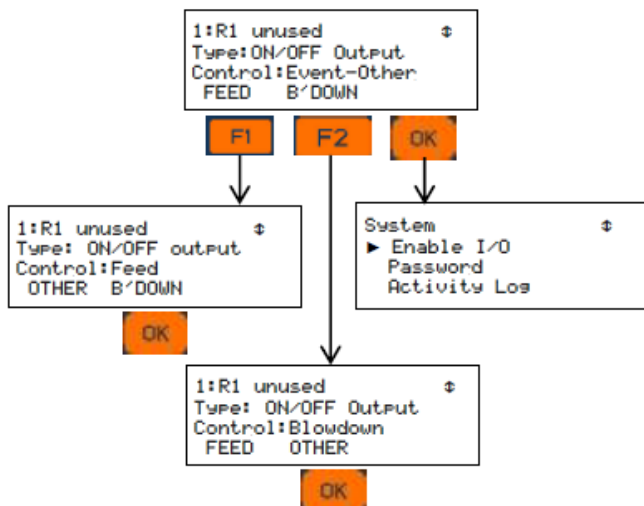 1:R1 unused ⇕
Type:ON/OFF Output
Control:Event-Other
FEED B'DOWN
F1 F2 OK
1:R1 unused ⇕
Type: ON/OFF output
Control:Feed
OTHER B'DOWN
OK
System ⇕
► Enable I/O
Password
Activity Log
1:R1 unused ⇕
Type: ON/OFF Output
Control:Blowdown
FEED OTHER
OK